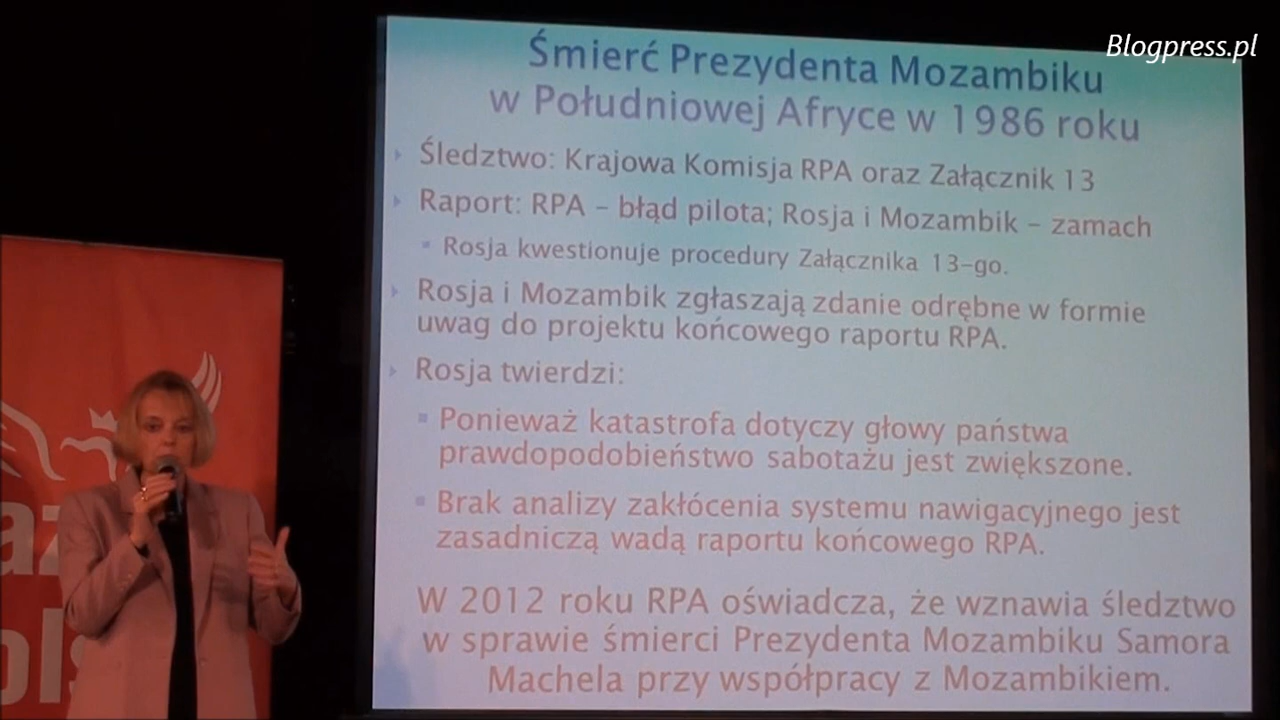 Blogpress.pl
Śmierć Prezydenta Mozambiku
w Południowej Afryce w 1986 roku
Śledztwo: Krajowa Komisja RPA oraz Załącznik 13
Raport: RPA – błąd pilota; Rosja i Mozambik – zamach
Rosja kwestionuje procedury Załącznika 13-go.
Rosja i Mozambik zgłaszają zdanie odrębne w formie
uwag do projektu końcowego raportu RPA.
Rosja twierdzi:
Ponieważ katastrofa dotyczy głowy państwa
prawdopodobieństwo sabotażu jest zwiększone.
Brak analizy zakłócenia systemu nawigacyjnego jest
zasadniczą wadą raportu końcowego RPA.
W 2012 roku RPA oświadcza, że wznawia śledztwo
w sprawie śmierci Prezydenta Mozambiku Samora
Machela przy współpracy z Mozambikiem.